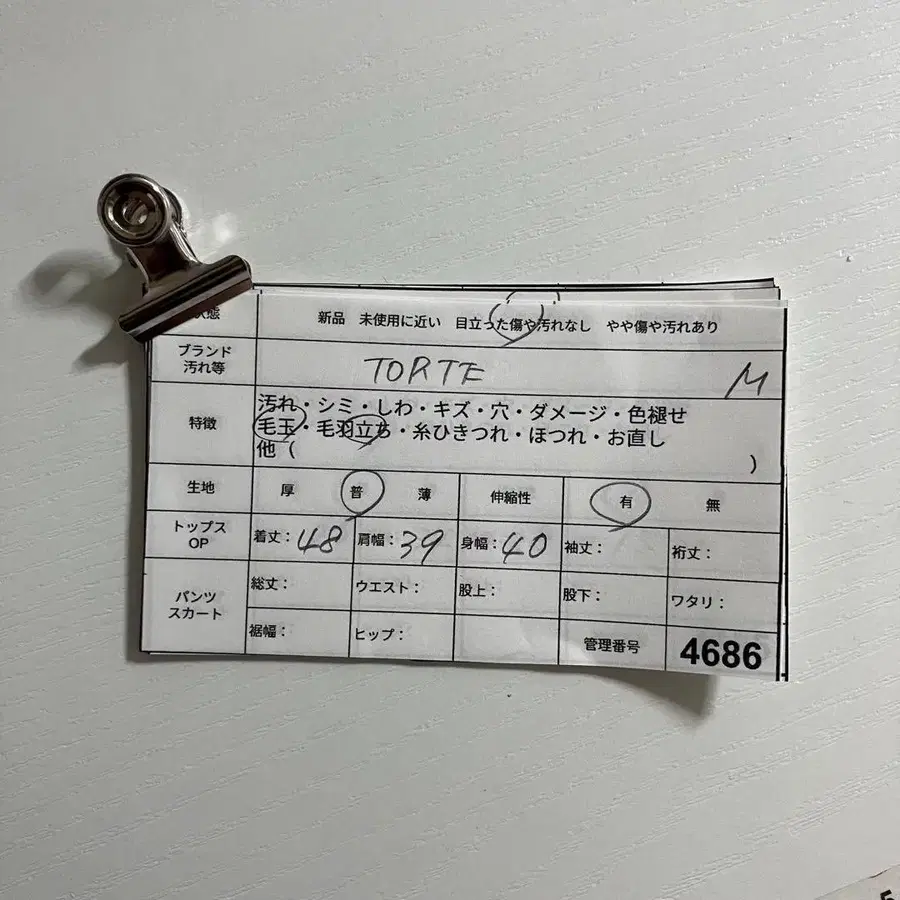 状態 新品 未使用に近い 目立った傷や汚れなし やや傷や汚れあり
ブランド TORTE M
汚れ等
特徴 汚れ・シミ・しわ・キズ・穴・ダメージ・色褪せ
毛玉・毛羽立ち・糸ひきつれ・ほつれ・お直し
他（ ）
生地 厚 普 薄 伸縮性 有 無
トップス
OP 着丈：48 肩幅：39 身幅：40 袖丈： 裄丈：
パンツ
スカート 総丈： ウエスト： 股上： 股下： ワタリ：
裾幅： ヒップ： 管理番号 4686
5